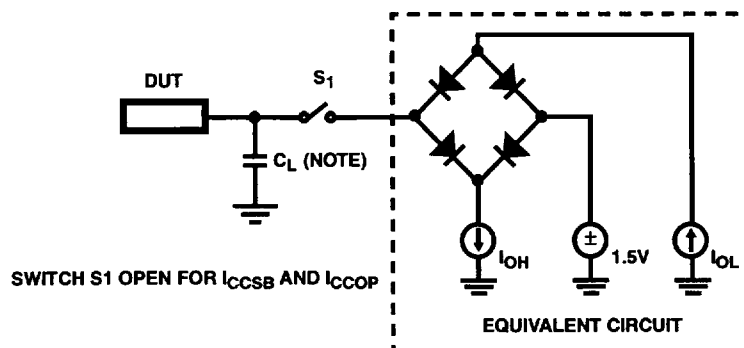 DUT
S1
CL (NOTE)
IOH
±
1.5V
IOL
SWITCH S1 OPEN FOR ICCSB AND ICCOP
EQUIVALENT CIRCUIT